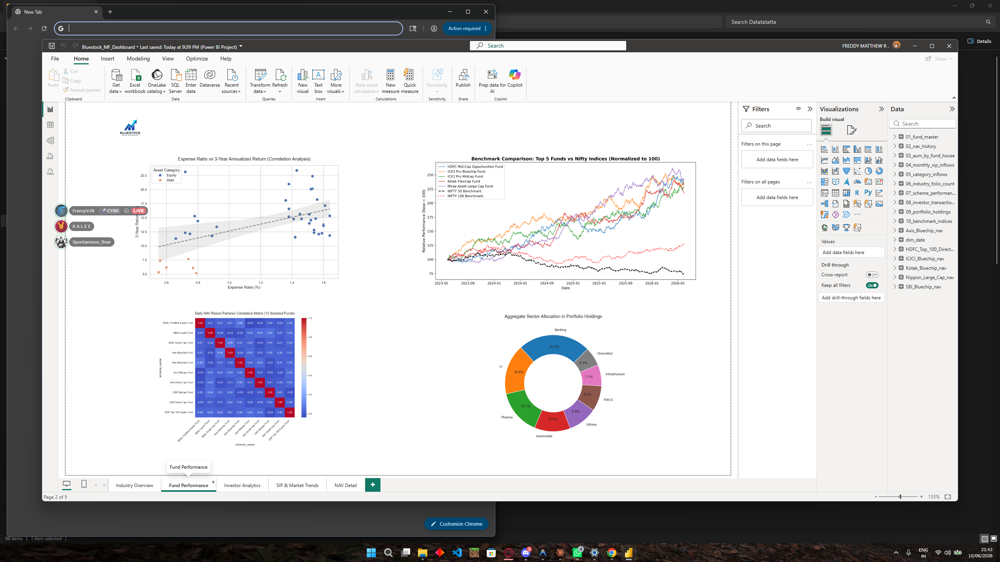 New Tab
Action required
Search Datatatatta
Details
Bluestock_MF_Dashboard • Last saved: Today at 9:39 PM (Power BI Project)
Search
FREDDY MATTHEW R .
File Home Insert Modeling View Optimize Help
Share
Paste
Cut
Copy
Format painter
Clipboard
Get data
Excel workbook
OneLake catalog
SQL Server
Enter data
Dataverse
Recent sources
Data
Transform data
Refresh
Queries
New visual
Text box
More visuals
Insert
New visual calculation
New measure
Quick measure
Calculations
Sensitivity
Sensitivity
Publish
Share
Prep data for AI
Copilot
Copilot
BLUESTOCK
Expense Ratio vs 3-Year Annualized Return (Correlation Analysis)
Asset Category
Equity
Debt
22.5
20.0
17.5
15.0
12.5
10.0
7.5
5.0
3-Year Return
0.6 0.8 1.0 1.2 1.4 1.6
Expense Ratio (%)
FrenzyVJN CYBR LIVE
K A L E E
Spontaneous_Bear
Benchmark Comparison: Top 5 Funds vs Nifty Indices (Normalized to 100)
HDFC Mid-Cap Opportunities Fund
ICICI Pru Bluechip Fund
ICICI Pru Midcap Fund
Kotak Flexicap Fund
Mirae Asset Large Cap Fund
NIFTY 50 Benchmark
NIFTY 100 Benchmark
250
225
200
175
150
125
100
75
Relative Performance (Base = 100)
2023-05 2023-09 2024-01 2024-05 2024-09 2025-01 2025-05 2025-09 2026-01 2026-05
Date
Daily NAV Return Pairwise Correlation Matrix (10 Selected Funds)
ABSL Frontline Equity Fund 1.00 -0.01 0.01 0.01 0.06 -0.04 -0.03 0.00 -0.00 0.02
ABSL Liquid Fund -0.01 1.00 -0.00 -0.03 -0.02 0.03 0.04 0.04 0.01 0.03
ABSL Small Cap Fund 0.01 -0.00 1.00 0.06 0.01 0.02 -0.03 0.01 -0.01 0.02
Axis Bluechip Fund 0.01 -0.03 0.06 1.00 -0.00 0.03 -0.01 0.02 0.02 0.01
Axis Bluechip Fund 0.06 -0.02 0.01 -0.00 1.00 0.02 0.04 -0.02 0.01 0.02
Axis Midcap Fund -0.04 0.03 0.02 0.03 0.02 1.00 -0.01 -0.02 -0.02 0.04
Axis Small Cap Fund -0.03 0.04 -0.03 -0.01 0.04 -0.01 1.00 -0.01 -0.00 0.03
DSP Midcap Fund 0.00 0.04 0.01 0.02 -0.02 -0.02 -0.01 1.00 0.01 -0.03
DSP Small Cap Fund -0.00 0.01 -0.01 0.02 0.01 -0.02 -0.00 0.01 1.00 0.00
DSP Top 100 Equity Fund 0.02 0.03 0.02 0.01 0.02 0.04 0.03 -0.03 0.00 1.00
scheme_name
ABSL Frontline Equity Fund
ABSL Liquid Fund
ABSL Small Cap Fund
Axis Bluechip Fund
Axis Bluechip Fund
Axis Midcap Fund
Axis Small Cap Fund
DSP Midcap Fund
DSP Small Cap Fund
DSP Top 100 Equity Fund
scheme_name
1.0
0.8
0.6
0.4
0.2
0.0
Aggregate Sector Allocation in Portfolio Holdings
Banking
24.2%
Diversified
6.3%
Infrastructure
7.1%
FMCG
8.5%
Utilities
9.9%
Automobile
12.0%
Pharma
15.1%
IT
16.9%
Fund Performance
Industry Overview
Fund Performance x
Investor Analytics
SIP & Market Trends
NAV Detail
+
Page 2 of 5
- + 133%
Filters
Search
Filters on this page ...
Add data fields here
Filters on all pages ...
Add data fields here
Visualizations
Build visual
R
Py
123
...
Values
Add data fields here
Drill through
Cross-report Off
Keep all filters On
Add drill-through fields here
Data
Search
01_fund_master
02_nav_history
03_aum_by_fund_house
04_monthly_sip_inflows
05_category_inflows
06_industry_folio_count
07_scheme_performan...
08_investor_transactio...
09_portfolio_holdings
10_benchmark_indices
Axis_Bluechip_nav
dim_date
HDFC_Top_100_Direct...
ICICI_Bluechip_nav
Kotak_Bluechip_nav
Nippon_Large_Cap_nav
SBI_Bluechip_nav
DAX
TMDL
Customize Chrome
98 items 1 item selected
3
4
ENG
IN
21:42
10/06/2026